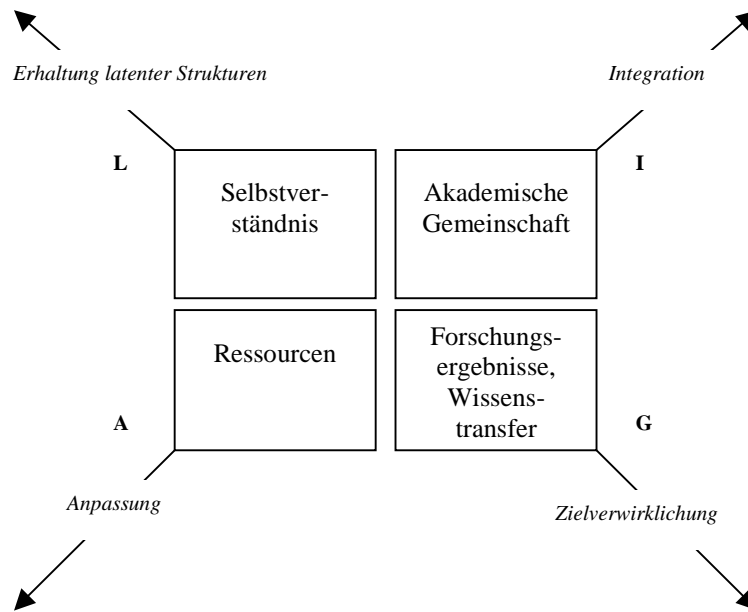 Erhaltung latenter Strukturen
Integration
L
I
Selbstver-
ständnis
Akademische
Gemeinschaft
Ressourcen
Forschungs-
ergebnisse,
Wissens-
transfer
A
G
Anpassung
Zielverwirklichung